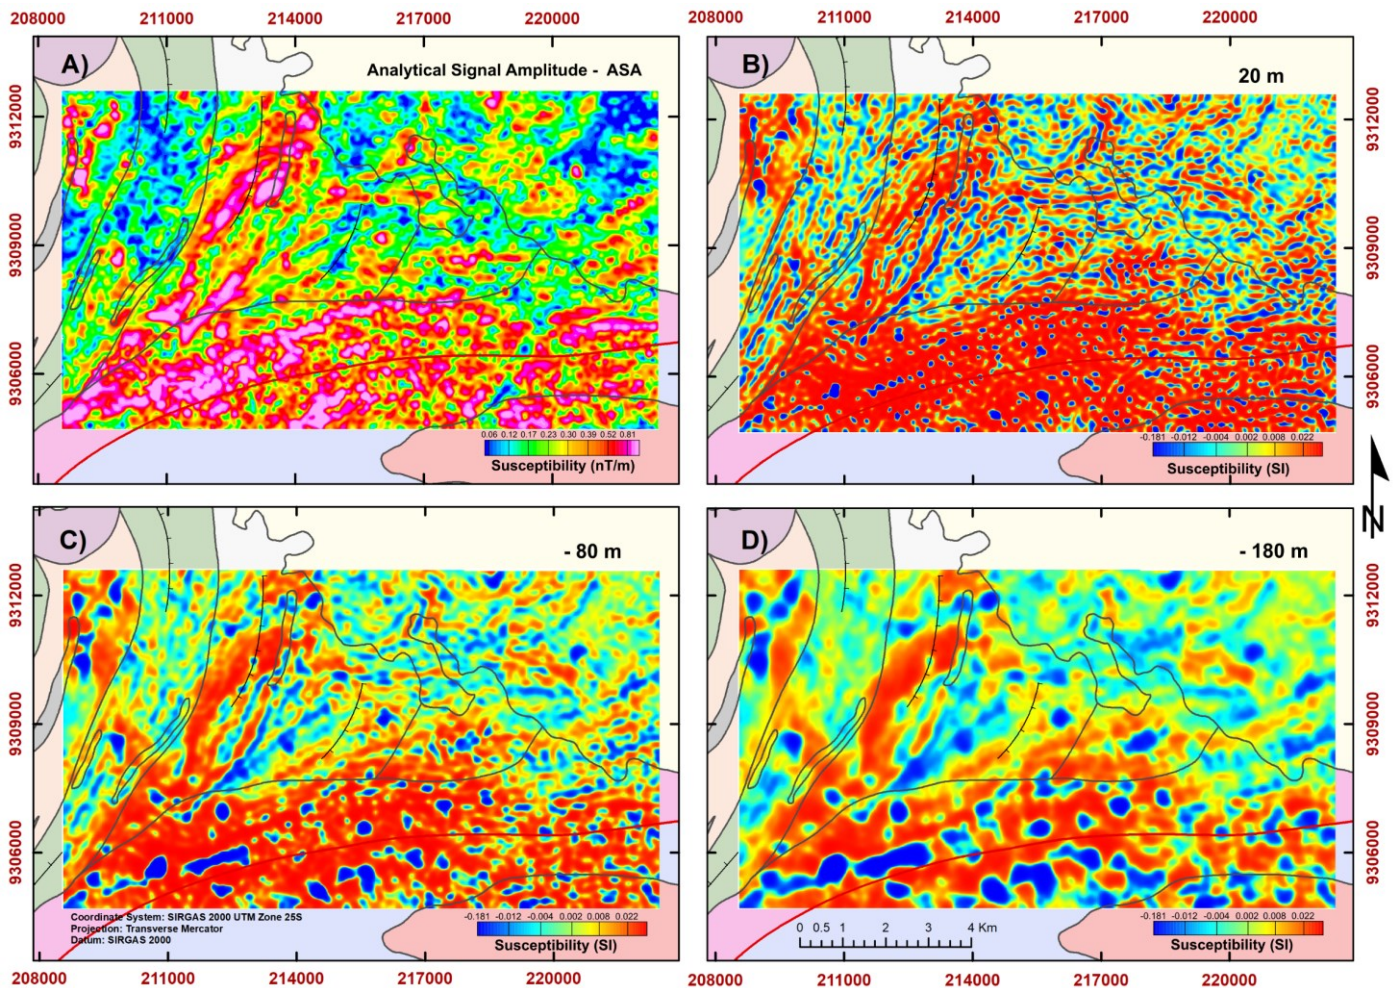 208000 211000 214000 217000 220000 208000 211000 214000 217000 220000
A) Analytical Signal Amplitude - ASA
B) 20 m
9312000 9309000 9306000
9312000 9309000 9306000
0.06 0.12 0.17 0.23 0.30 0.39 0.52 0.81
Susceptibility (nT/m)
-0.181 -0.012 -0.004 0.002 0.008 0.022
Susceptibility (SI)
N
C) - 80 m
D) - 180 m
9312000 9309000 9306000
9312000 9309000 9306000
Coordinate System: SIRGAS 2000 UTM Zone 25S
Projection: Transverse Mercator
Datum: SIRGAS 2000
-0.181 -0.012 -0.004 0.002 0.008 0.022
Susceptibility (SI)
0 0.5 1 2 3 4 Km
-0.181 -0.012 -0.004 0.002 0.008 0.022
Susceptibility (SI)
208000 211000 214000 217000 220000 208000 211000 214000 217000 220000